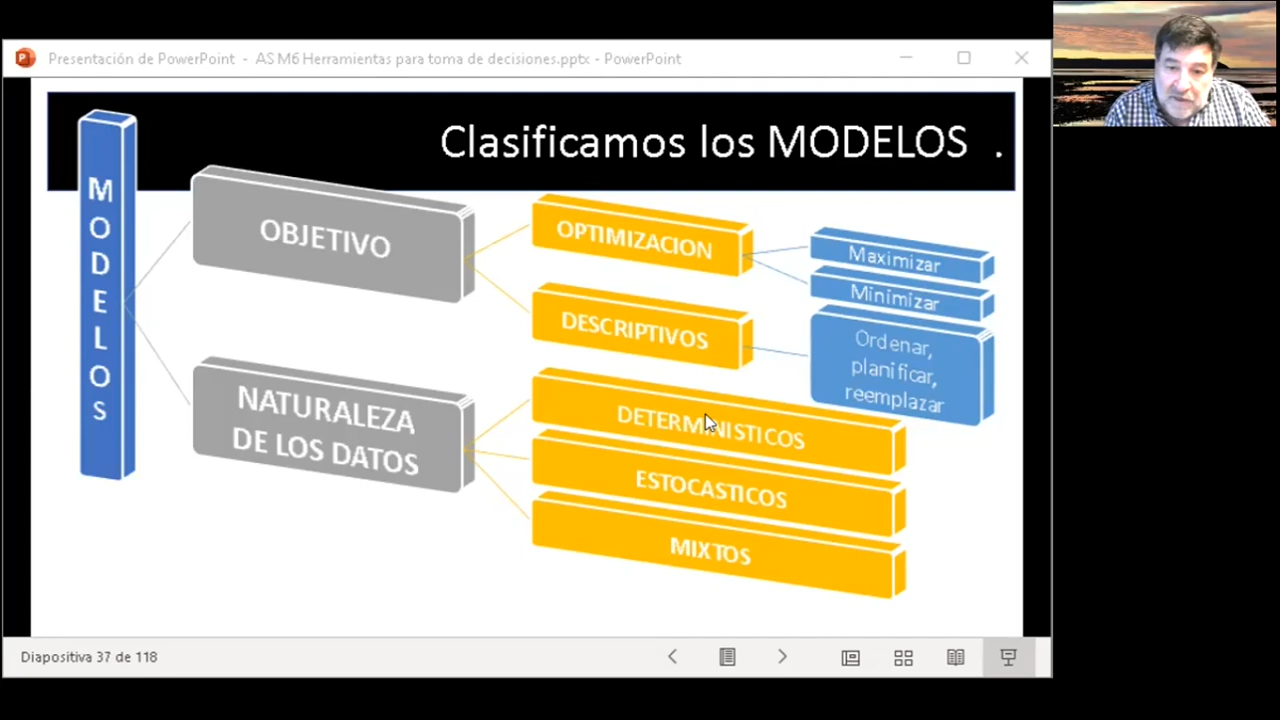 Presentación de PowerPoint - AS M6 Herramientas para toma de decisiones.pptx - PowerPoint
Clasificamos los MODELOS .
MODELOS
OBJETIVO
OPTIMIZACION
Maximizar
Minimizar
DESCRIPTIVOS
Ordenar,
planificar,
reemplazar
NATURALEZA
DE LOS DATOS
DETERMINISTICOS
ESTOCASTICOS
MIXTOS
Diapositiva 37 de 118